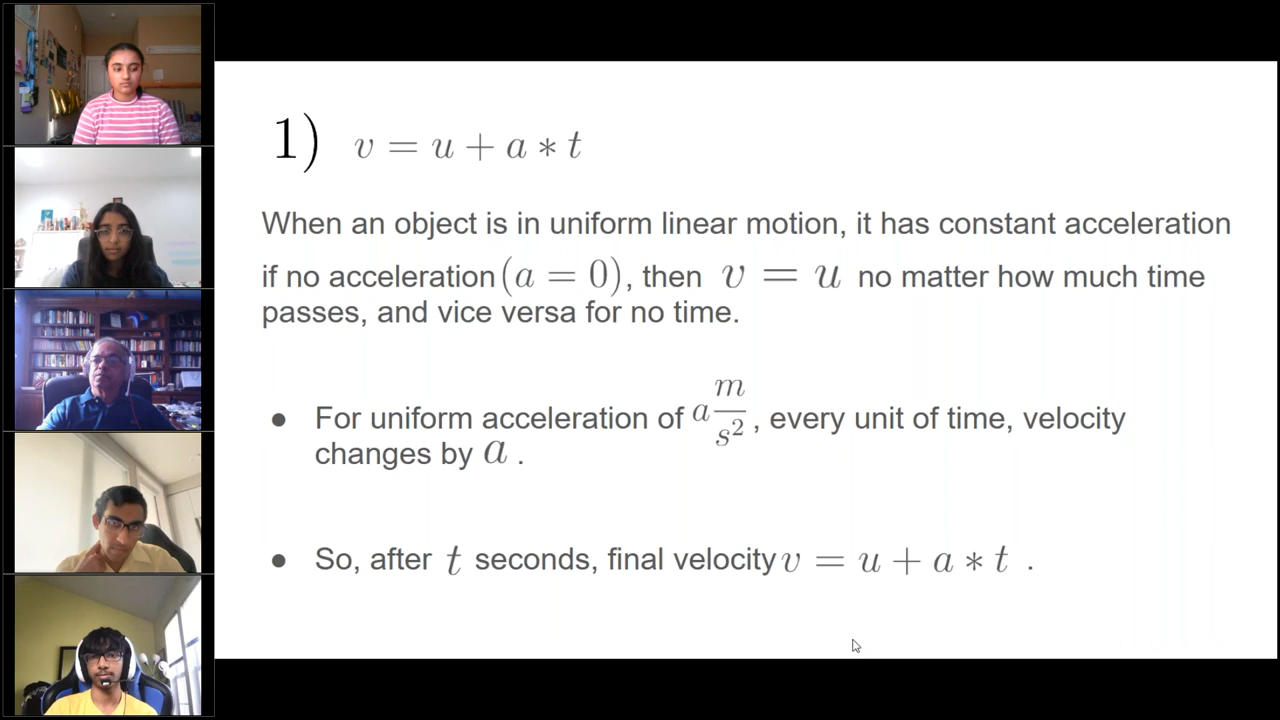 1) v = u + a * t
When an object is in uniform linear motion, it has constant acceleration
if no acceleration (a = 0), then v = u no matter how much time
passes, and vice versa for no time.
● For uniform acceleration of a m/s², every unit of time, velocity
changes by a .
● So, after t seconds, final velocity v = u + a * t .